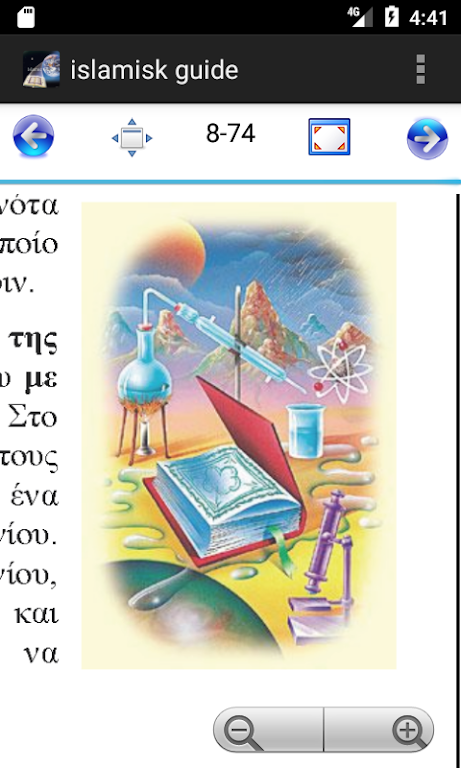 4G 4:41
islamisk guide
8-74
νότα
ποίο
ιν.
της
υ με
Στο
τους
ένα
νίου.
νίου,
και
να